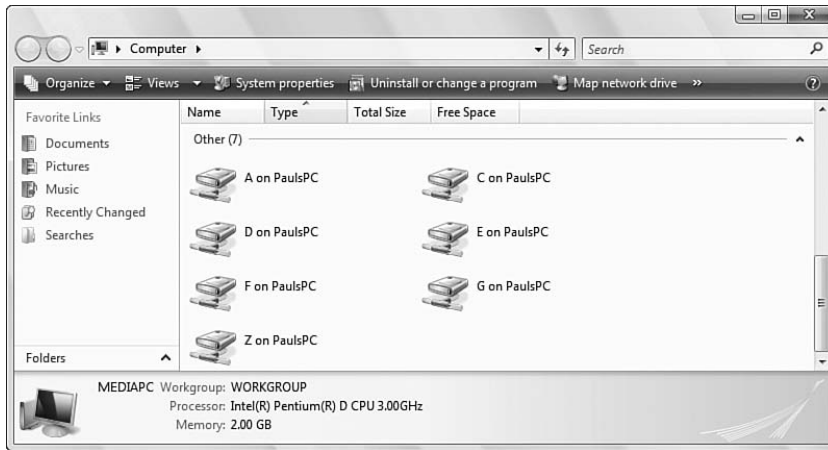 Computer
Search
Organize Views System properties Uninstall or change a program Map network drive »
Favorite Links
Documents
Pictures
Music
Recently Changed
Searches
Folders
Name Type Total Size Free Space
Other (7)
A on PaulsPC C on PaulsPC
D on PaulsPC E on PaulsPC
F on PaulsPC G on PaulsPC
Z on PaulsPC
MEDIAPC Workgroup: WORKGROUP
Processor: Intel(R) Pentium(R) D CPU 3.00GHz
Memory: 2.00 GB